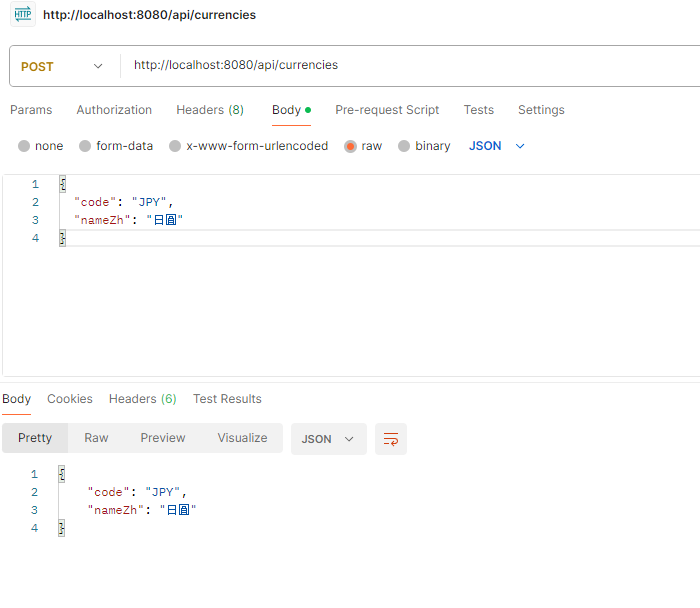 HTTP http://localhost:8080/api/currencies
POST http://localhost:8080/api/currencies
Params Authorization Headers (8) Body Pre-request Script Tests Settings
none form-data x-www-form-urlencoded raw binary JSON
1 {
2 "code": "JPY",
3 "nameZh": "日圓"
4 }
Body Cookies Headers (6) Test Results
Pretty Raw Preview Visualize JSON
1 {
2 "code": "JPY",
3 "nameZh": "日圓"
4 }